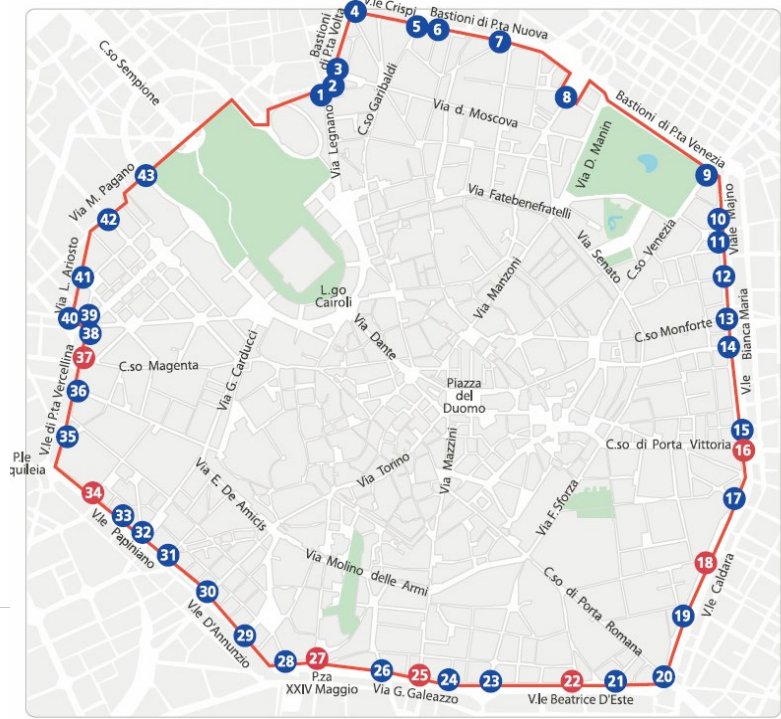 V.le Crispi
Bastioni di P.ta Nuova
Bastioni
di P.ta Volta
4
5
6
7
3
2
1
8
C.so Sempione
C.so Garibaldi
Via Legnano
Via d. Moscova
Via D. Manin
Bastioni di P.ta Venezia
9
43
Via M. Pagano
42
Via Fatebenefratelli
Via Senato
C.so Venezia
Viale Majno
10
11
12
Via L. Ariosto
41
40
39
38
37
L.go
Cairoli
Via Manzoni
Via Dante
C.so Monforte
13
14
V.le Bianca Maria
C.so Magenta
Via G. Carducci
V.le di P.ta Vercellina
36
35
Piazza
del
Duomo
15
C.so di Porta Vittoria
16
P.le
quileia
34
33
32
31
V.le Papiniano
Via E. De Amicis
Via Torino
Via Mazzini
Via F. Sforza
17
18
V.le Caldara
19
Via Molino delle Armi
C.so di Porta Romana
30
V.le D'Annunzio
29
28
27
P.za
XXIV Maggio
26
25
Via G. Galeazzo
24
23
22
V.le Beatrice D'Este
21
20